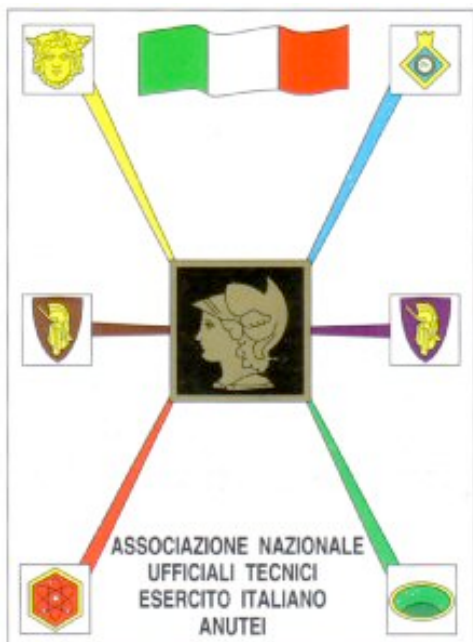 ASSOCIAZIONE NAZIONALE
UFFICIALI TECNICI
ESERCITO ITALIANO
ANUTEI